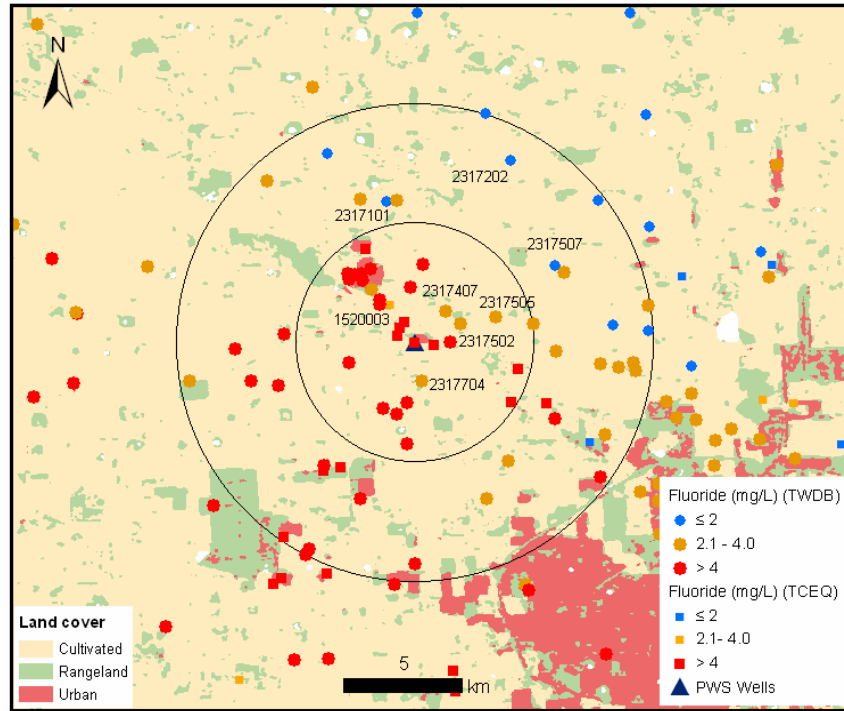 N
2317202
2317101
2317507
2317407
2317505
1520003
2317502
2317704
Fluoride (mg/L) (TWDB)
≤ 2
2.1 - 4.0
> 4
Fluoride (mg/L) (TCEQ)
≤ 2
2.1- 4.0
> 4
PWS Wells
Land cover
Cultivated
Rangeland
Urban
5
km